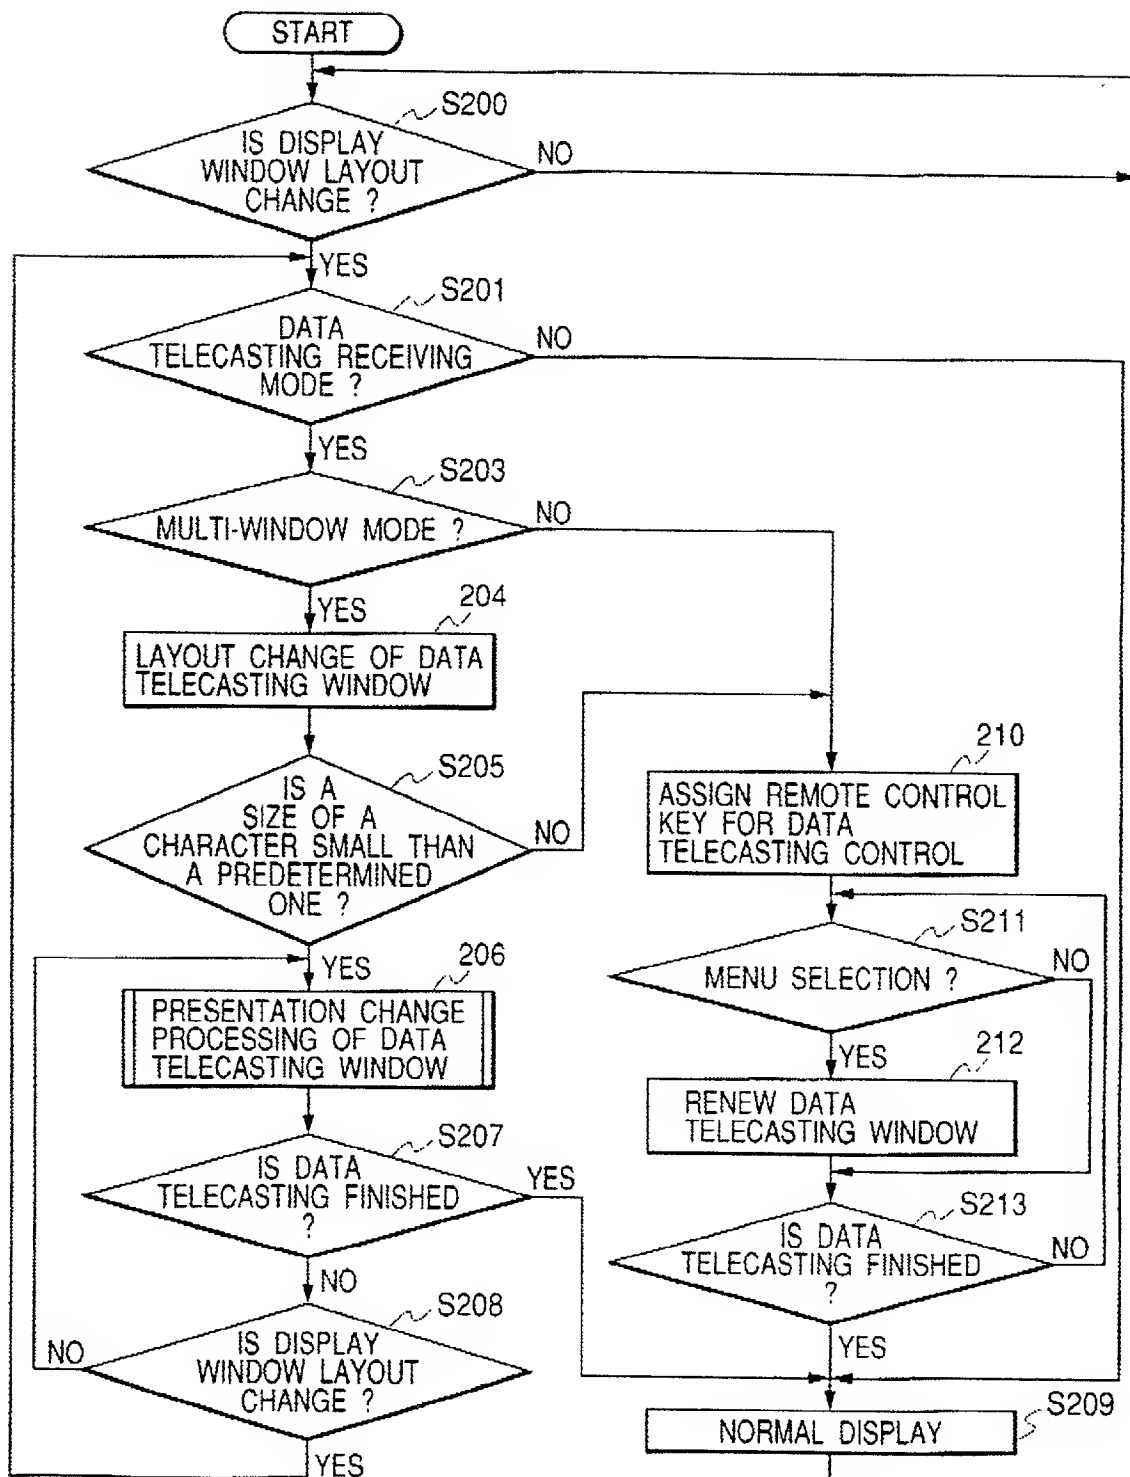 START
S200
IS DISPLAY
WINDOW LAYOUT
CHANGE ?
NO
YES
S201
DATA
TELECASTING RECEIVING
MODE ?
NO
YES
S203
MULTI-WINDOW MODE ?
NO
YES
204
LAYOUT CHANGE OF DATA
TELECASTING WINDOW
S205
IS A
SIZE OF A
CHARACTER SMALL THAN
A PREDETERMINED
ONE ?
NO
YES
206
PRESENTATION CHANGE
PROCESSING OF DATA
TELECASTING WINDOW
S207
IS DATA
TELECASTING FINISHED
?
YES
NO
S208
IS DISPLAY
WINDOW LAYOUT
CHANGE ?
NO
YES
210
ASSIGN REMOTE CONTROL
KEY FOR DATA
TELECASTING CONTROL
S211
MENU SELECTION ?
NO
YES
212
RENEW DATA
TELECASTING WINDOW
S213
IS DATA
TELECASTING FINISHED
?
NO
YES
S209
NORMAL DISPLAY